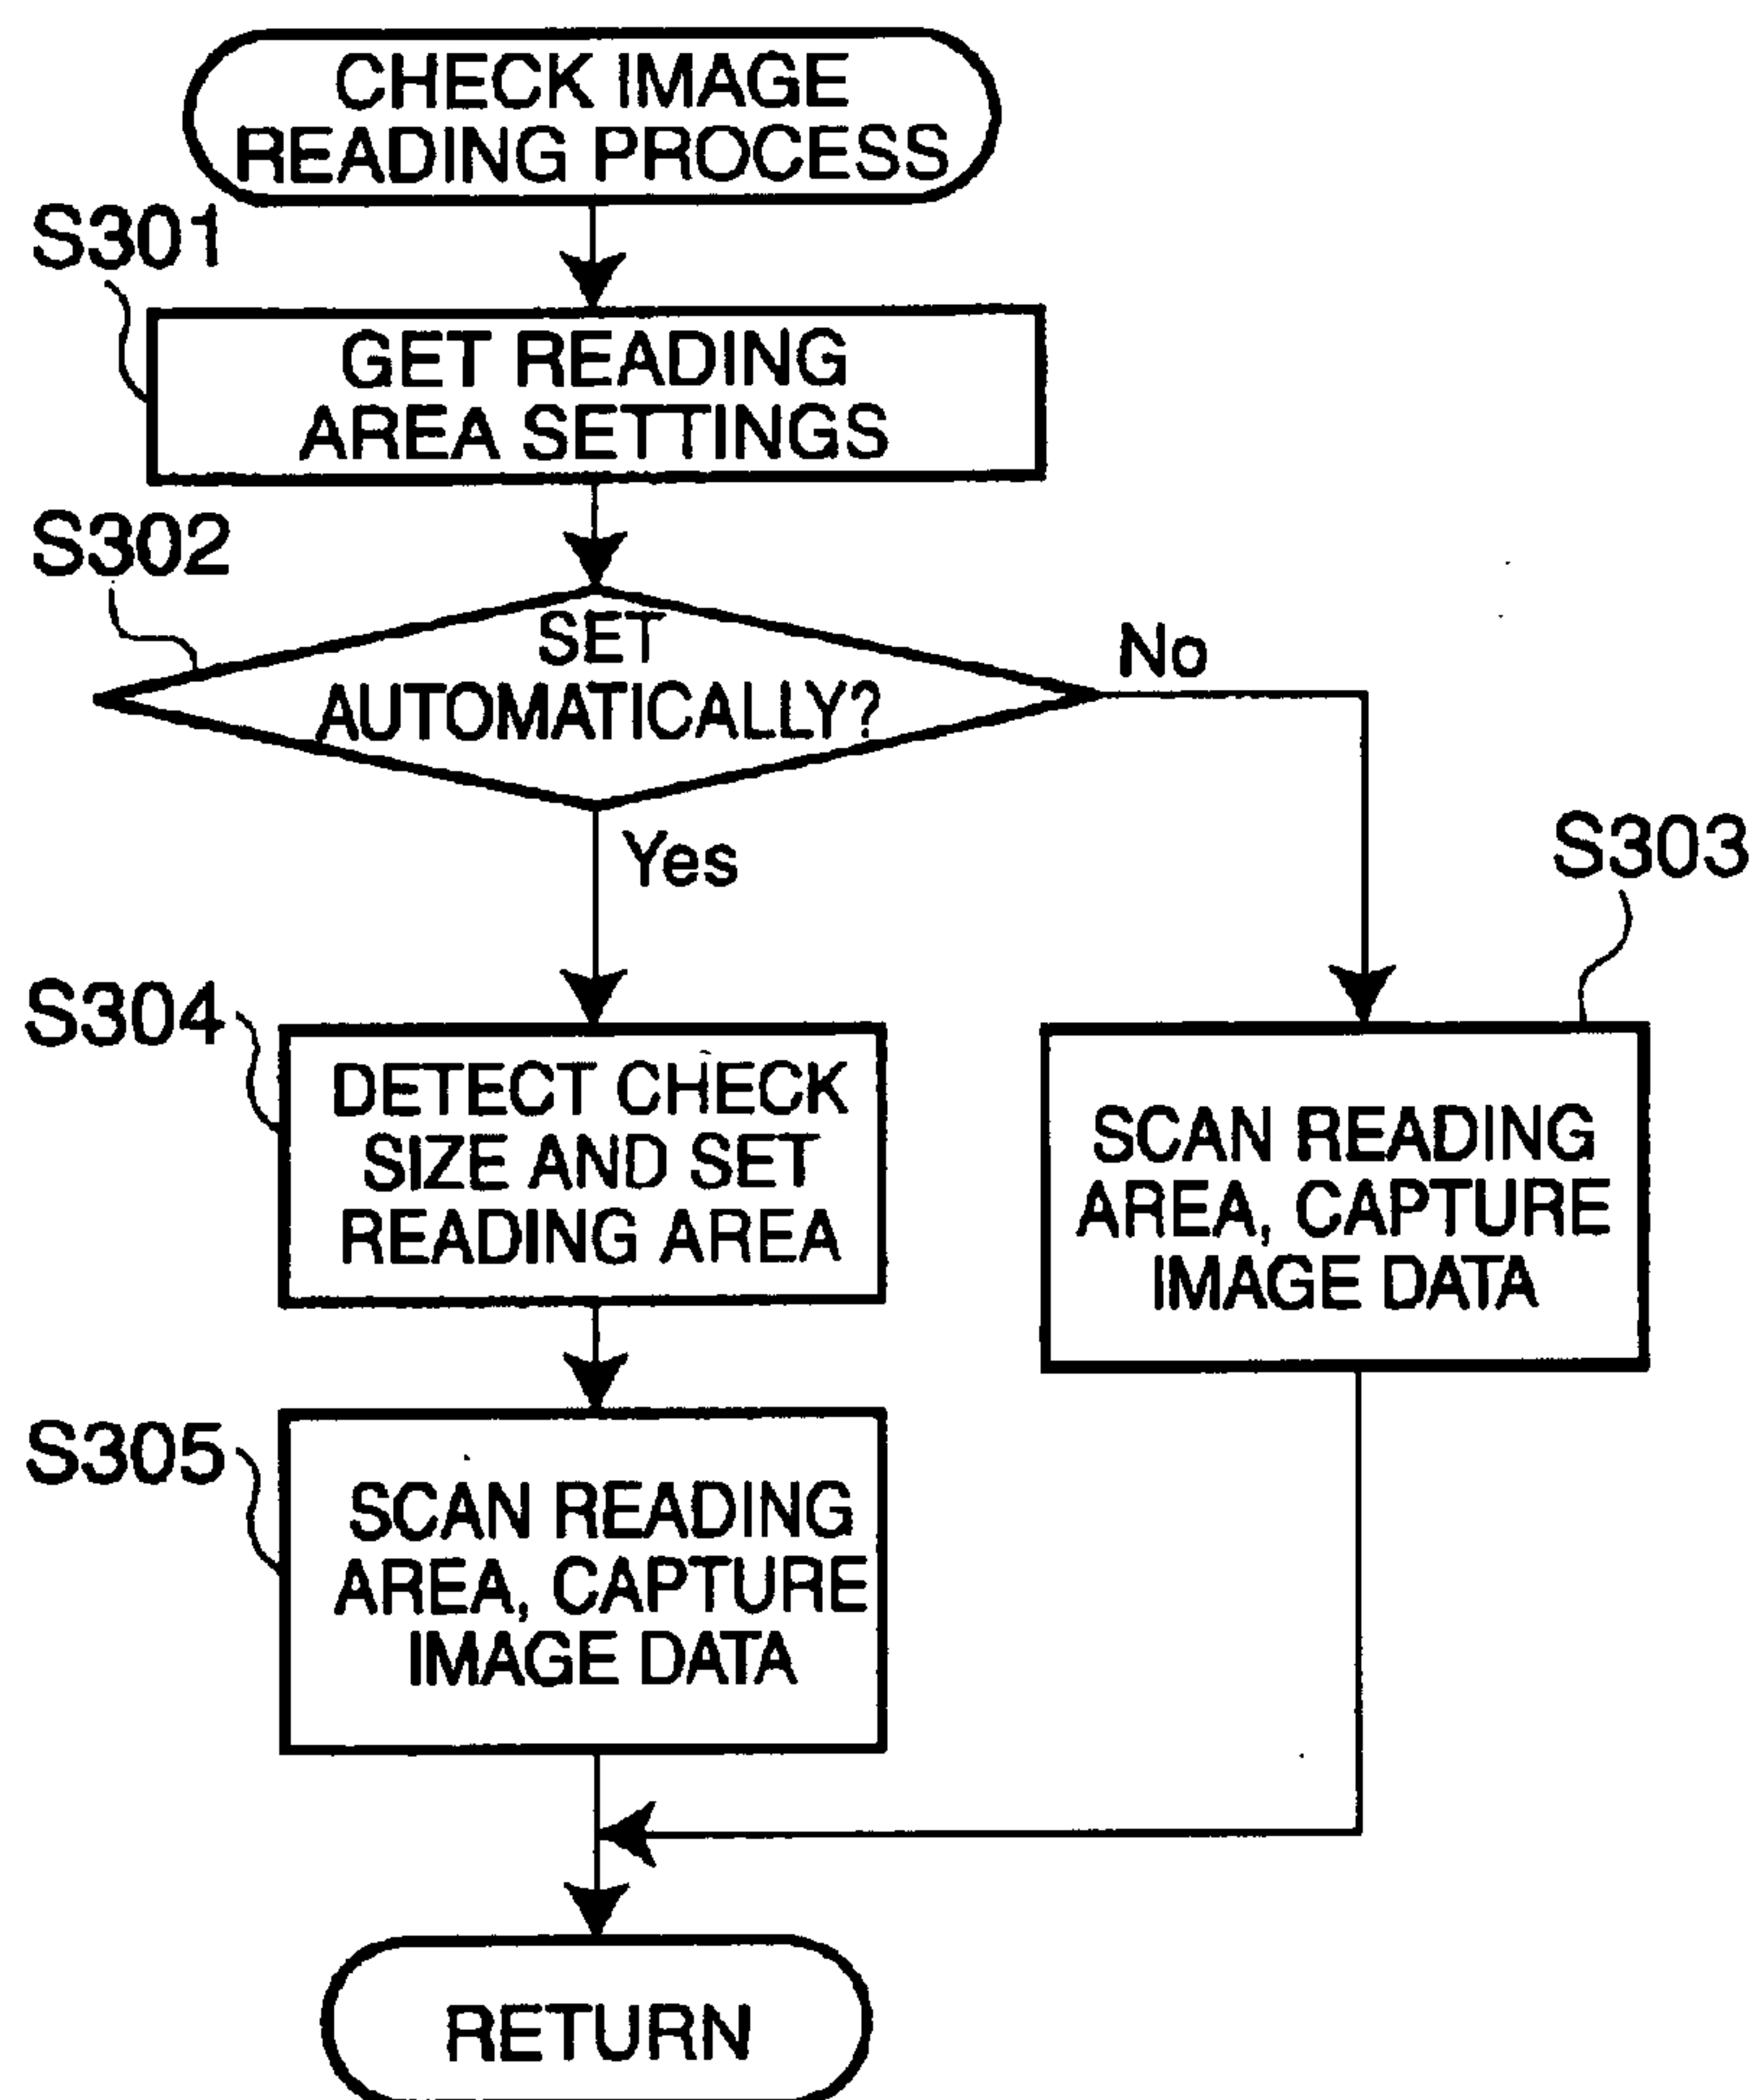 CHECK IMAGE
READING PROCESS
S301
GET READING
AREA SETTINGS
S302
SET
AUTOMATICALLY?
No
Yes
S303
S304
DETECT CHECK
SIZE AND SET
READING AREA
SCAN READING
AREA, CAPTURE
IMAGE DATA
S305
SCAN READING
AREA, CAPTURE
IMAGE DATA
RETURN